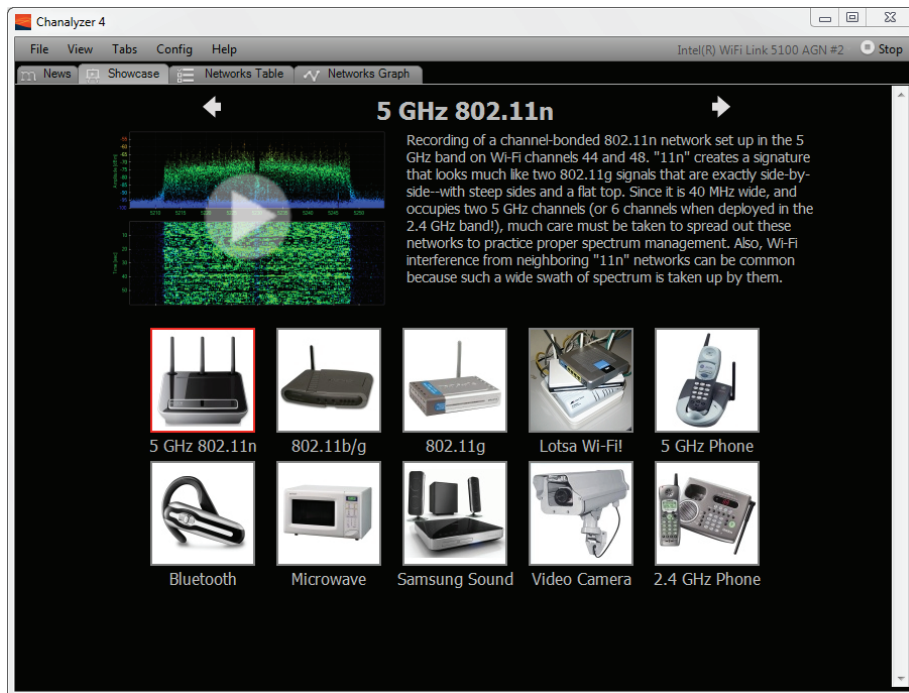 Chanalyzer 4
File View Tabs Config Help
Intel(R) WiFi Link 5100 AGN #2 Stop
News Showcase Networks Table Networks Graph
5 GHz 802.11n
Recording of a channel-bonded 802.11n network set up in the 5
GHz band on Wi-Fi channels 44 and 48. "11n" creates a signature
that looks much like two 802.11g signals that are exactly side-by-
side--with steep sides and a flat top. Since it is 40 MHz wide, and
occupies two 5 GHz channels (or 6 channels when deployed in the
2.4 GHz band!), much care must be taken to spread out these
networks to practice proper spectrum management. Also, Wi-Fi
interference from neighboring "11n" networks can be common
because such a wide swath of spectrum is taken up by them.
5 GHz 802.11n 802.11b/g 802.11g Lotsa Wi-Fi! 5 GHz Phone
Bluetooth Microwave Samsung Sound Video Camera 2.4 GHz Phone